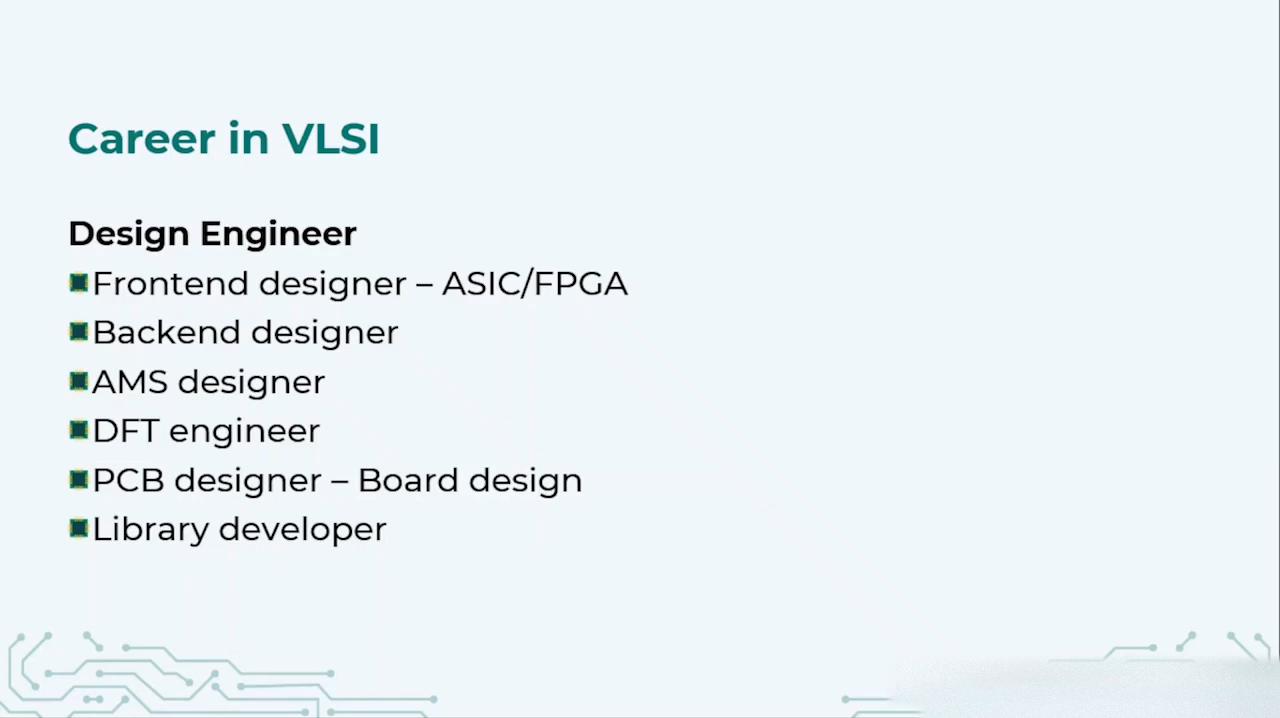 Career in VLSI
Design Engineer
Frontend designer – ASIC/FPGA
Backend designer
AMS designer
DFT engineer
PCB designer – Board design
Library developer